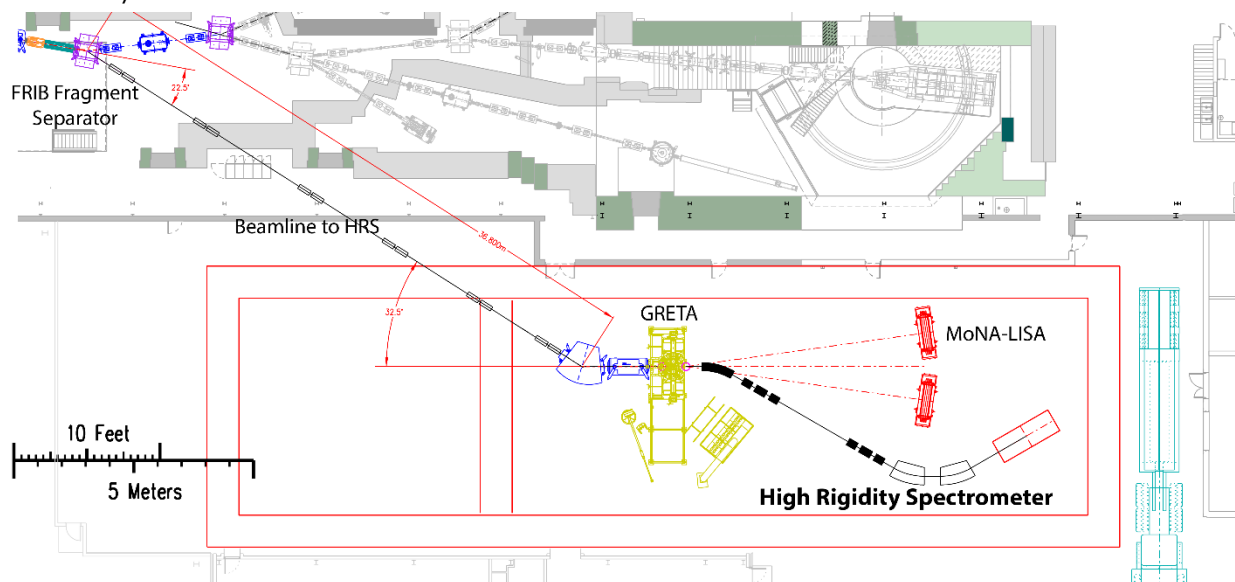 FRIB Fragment
Separator
22.5°
Beamline to HRS
36.800m
32.5°
GRETA
MoNA-LISA
10 Feet
5 Meters
High Rigidity Spectrometer